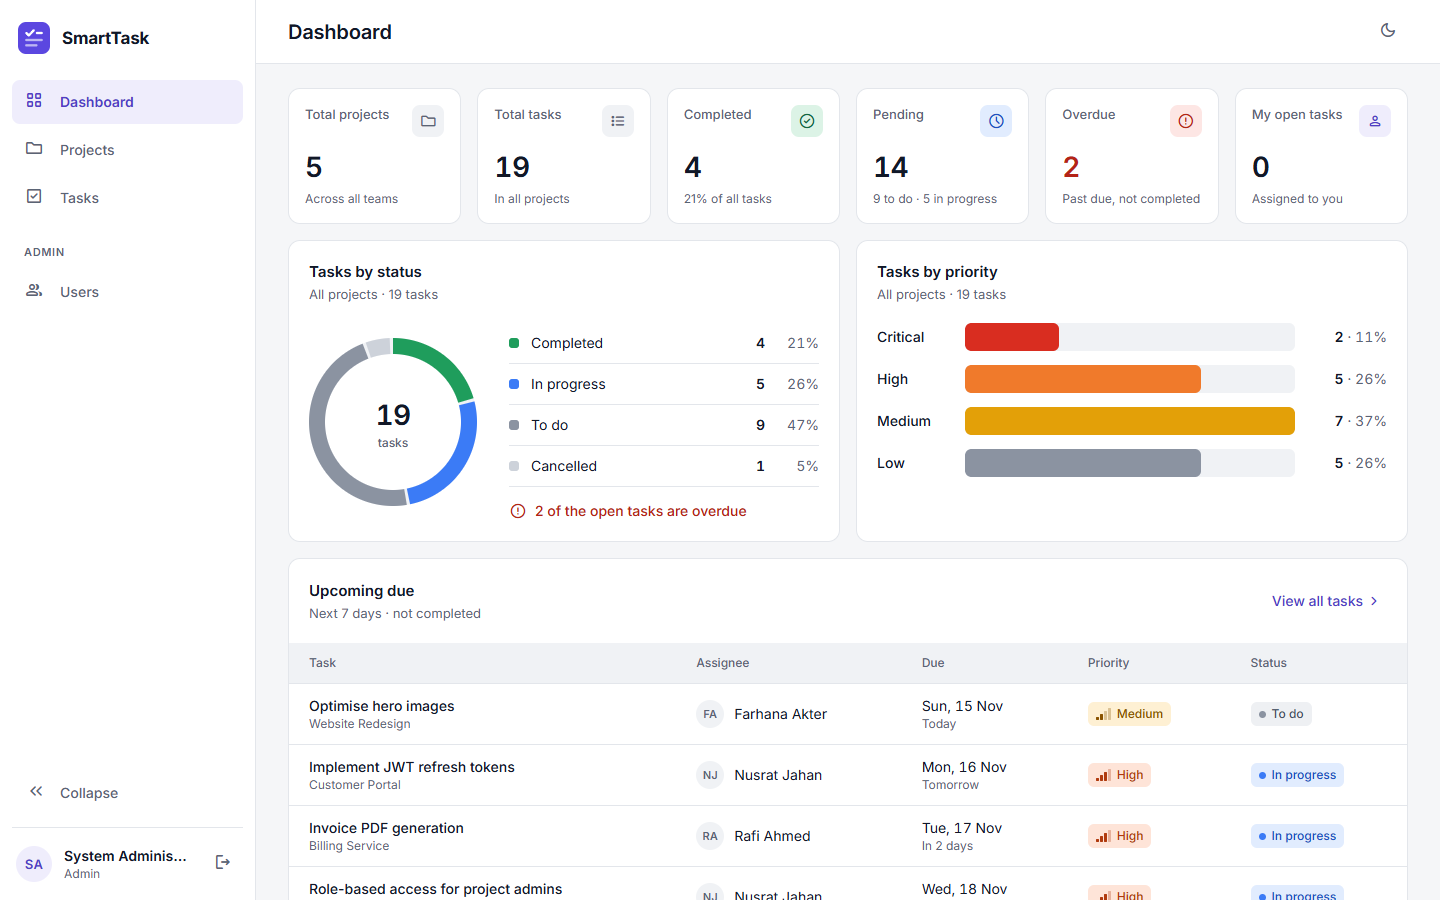 SmartTask
Dashboard
Projects
Tasks
ADMIN
Users
Collapse
SA
System Adminis...
Admin
Dashboard
Total projects
5
Across all teams
Total tasks
19
In all projects
Completed
4
21% of all tasks
Pending
14
9 to do · 5 in progress
Overdue
2
Past due, not completed
My open tasks
0
Assigned to you
Tasks by status
All projects · 19 tasks
19
tasks
Completed 4 21%
In progress 5 26%
To do 9 47%
Cancelled 1 5%
2 of the open tasks are overdue
Tasks by priority
All projects · 19 tasks
Critical 2 · 11%
High 5 · 26%
Medium 7 · 37%
Low 5 · 26%
Upcoming due
Next 7 days · not completed
View all tasks
Task Assignee Due Priority Status
Optimise hero images FA Farhana Akter Sun, 15 Nov Medium To do
Website Redesign Today
Implement JWT refresh tokens NJ Nusrat Jahan Mon, 16 Nov High In progress
Customer Portal Tomorrow
Invoice PDF generation RA Rafi Ahmed Tue, 17 Nov High In progress
Billing Service In 2 days
Role-based access for project admins NJ Nusrat Jahan Wed, 18 Nov High In progress